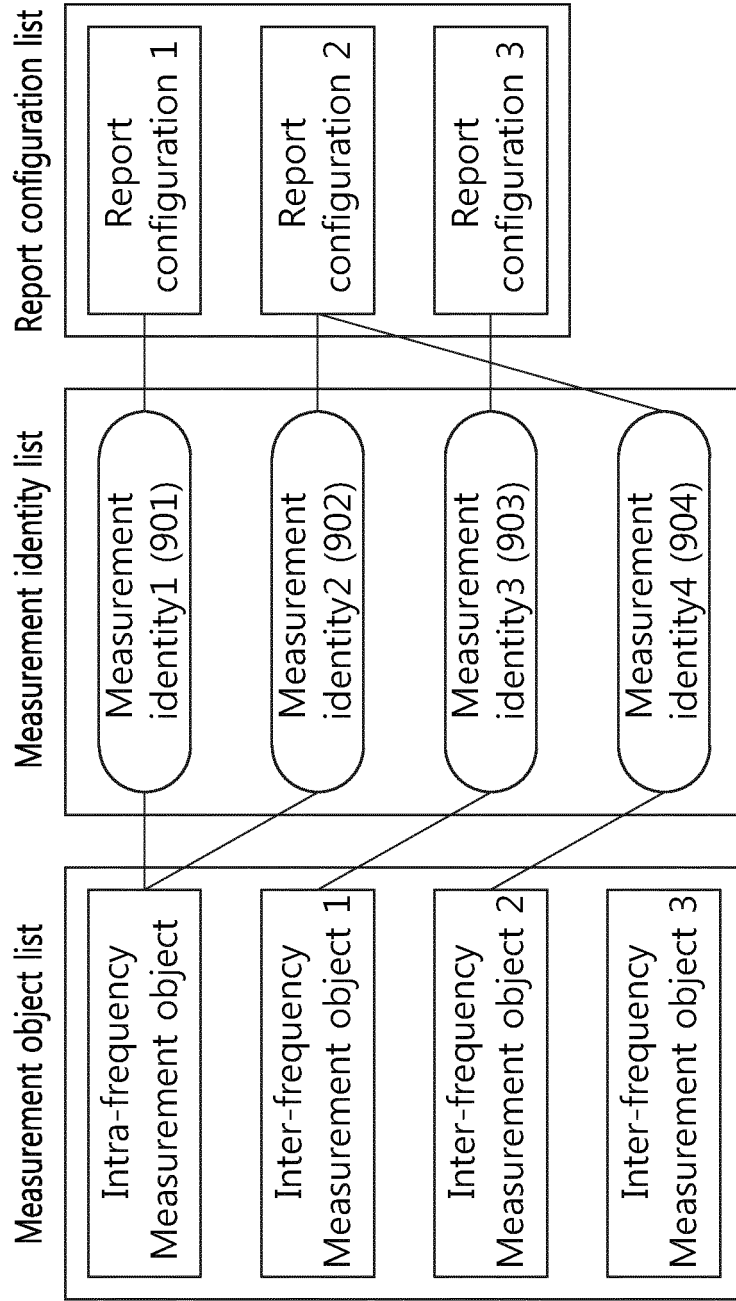 Measurement object list
Intra-frequency
Measurement object
Inter-frequency
Measurement object 1
Inter-frequency
Measurement object 2
Inter-frequency
Measurement object 3
Measurement identity list
Measurement
identity1 (901)
Measurement
identity2 (902)
Measurement
identity3 (903)
Measurement
identity4 (904)
Report configuration list
Report
configuration 1
Report
configuration 2
Report
configuration 3